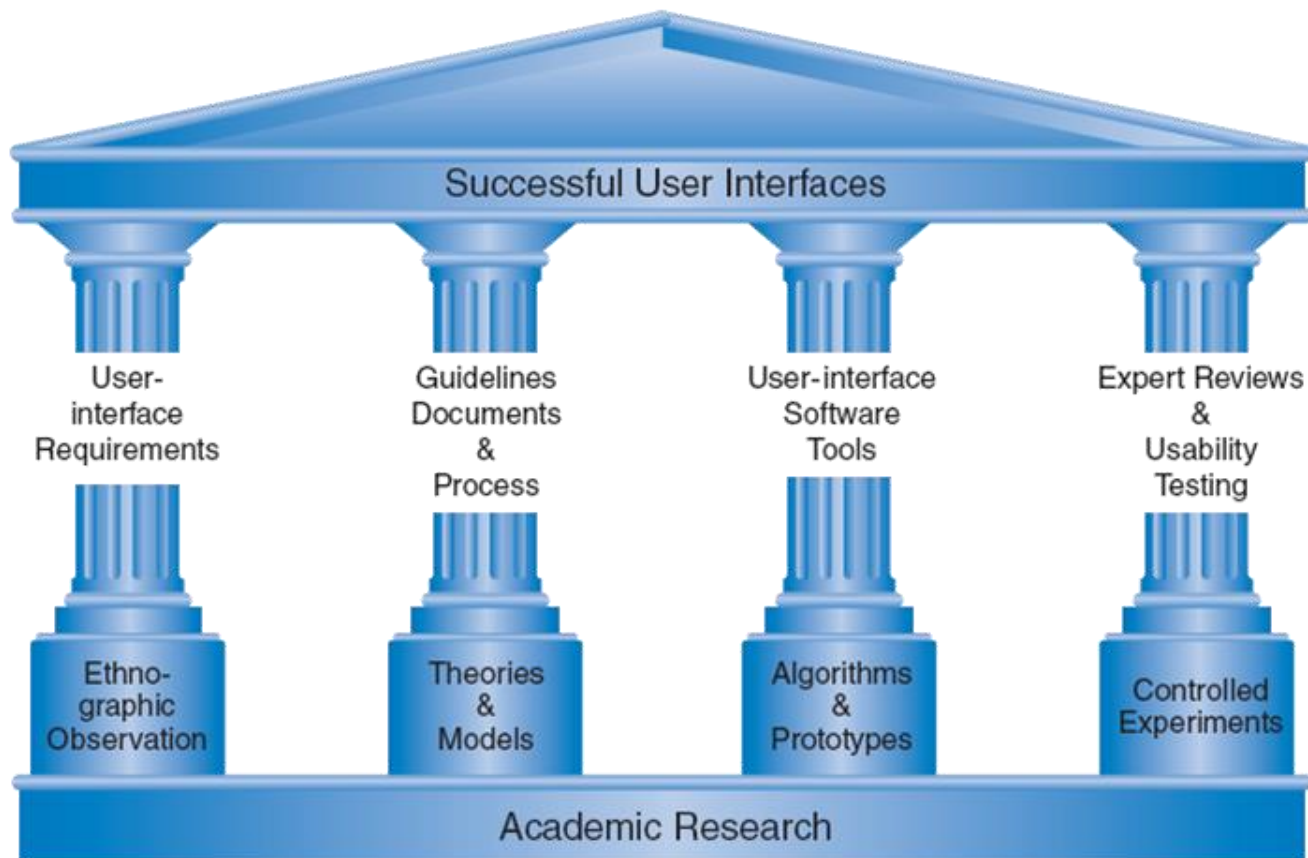 Successful User Interfaces
User-
interface
Requirements
Guidelines
Documents
&
Process
User-interface
Software
Tools
Expert Reviews
&
Usability
Testing
Ethno-
graphic
Observation
Theories
&
Models
Algorithms
&
Prototypes
Controlled
Experiments
Academic Research